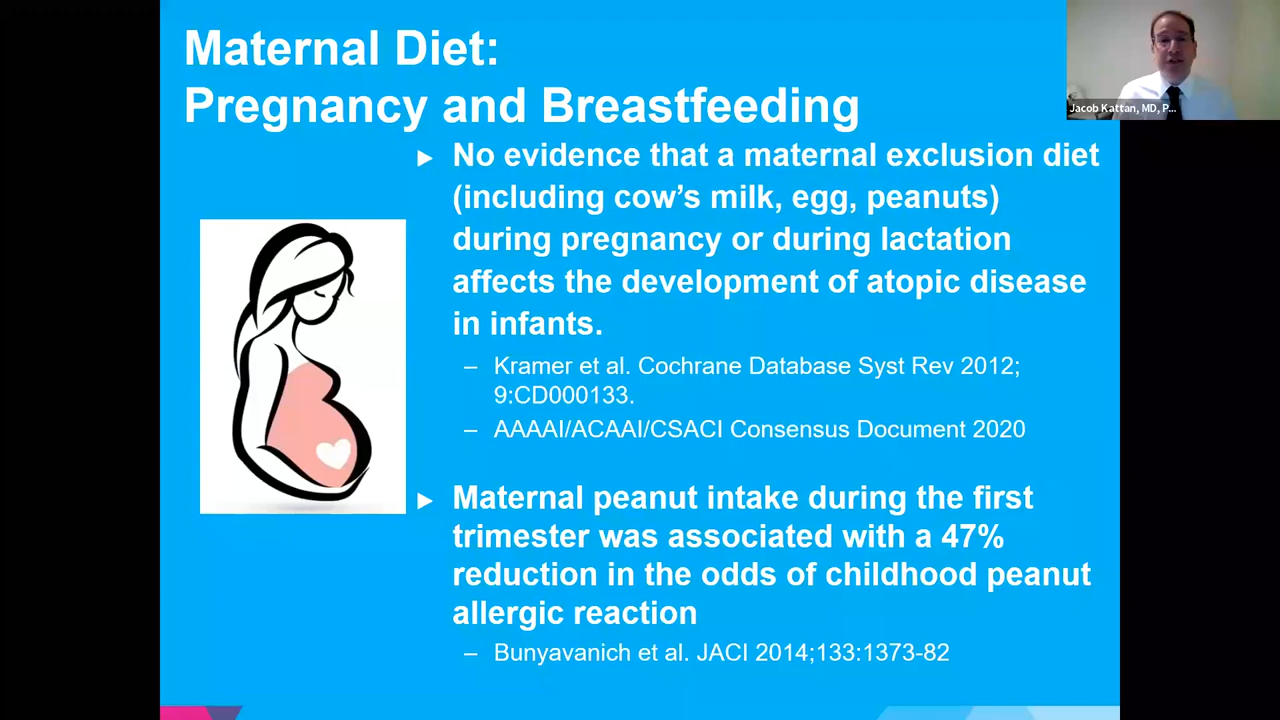 Maternal Diet:
Pregnancy and Breastfeeding
► No evidence that a maternal exclusion diet
(including cow’s milk, egg, peanuts)
during pregnancy or during lactation
affects the development of atopic disease
in infants.
– Kramer et al. Cochrane Database Syst Rev 2012;
9:CD000133.
– AAAAI/ACAAI/CSACI Consensus Document 2020
► Maternal peanut intake during the first
trimester was associated with a 47%
reduction in the odds of childhood peanut
allergic reaction
– Bunyavanich et al. JACI 2014;133:1373-82
Jacob Kattan, MD, P...